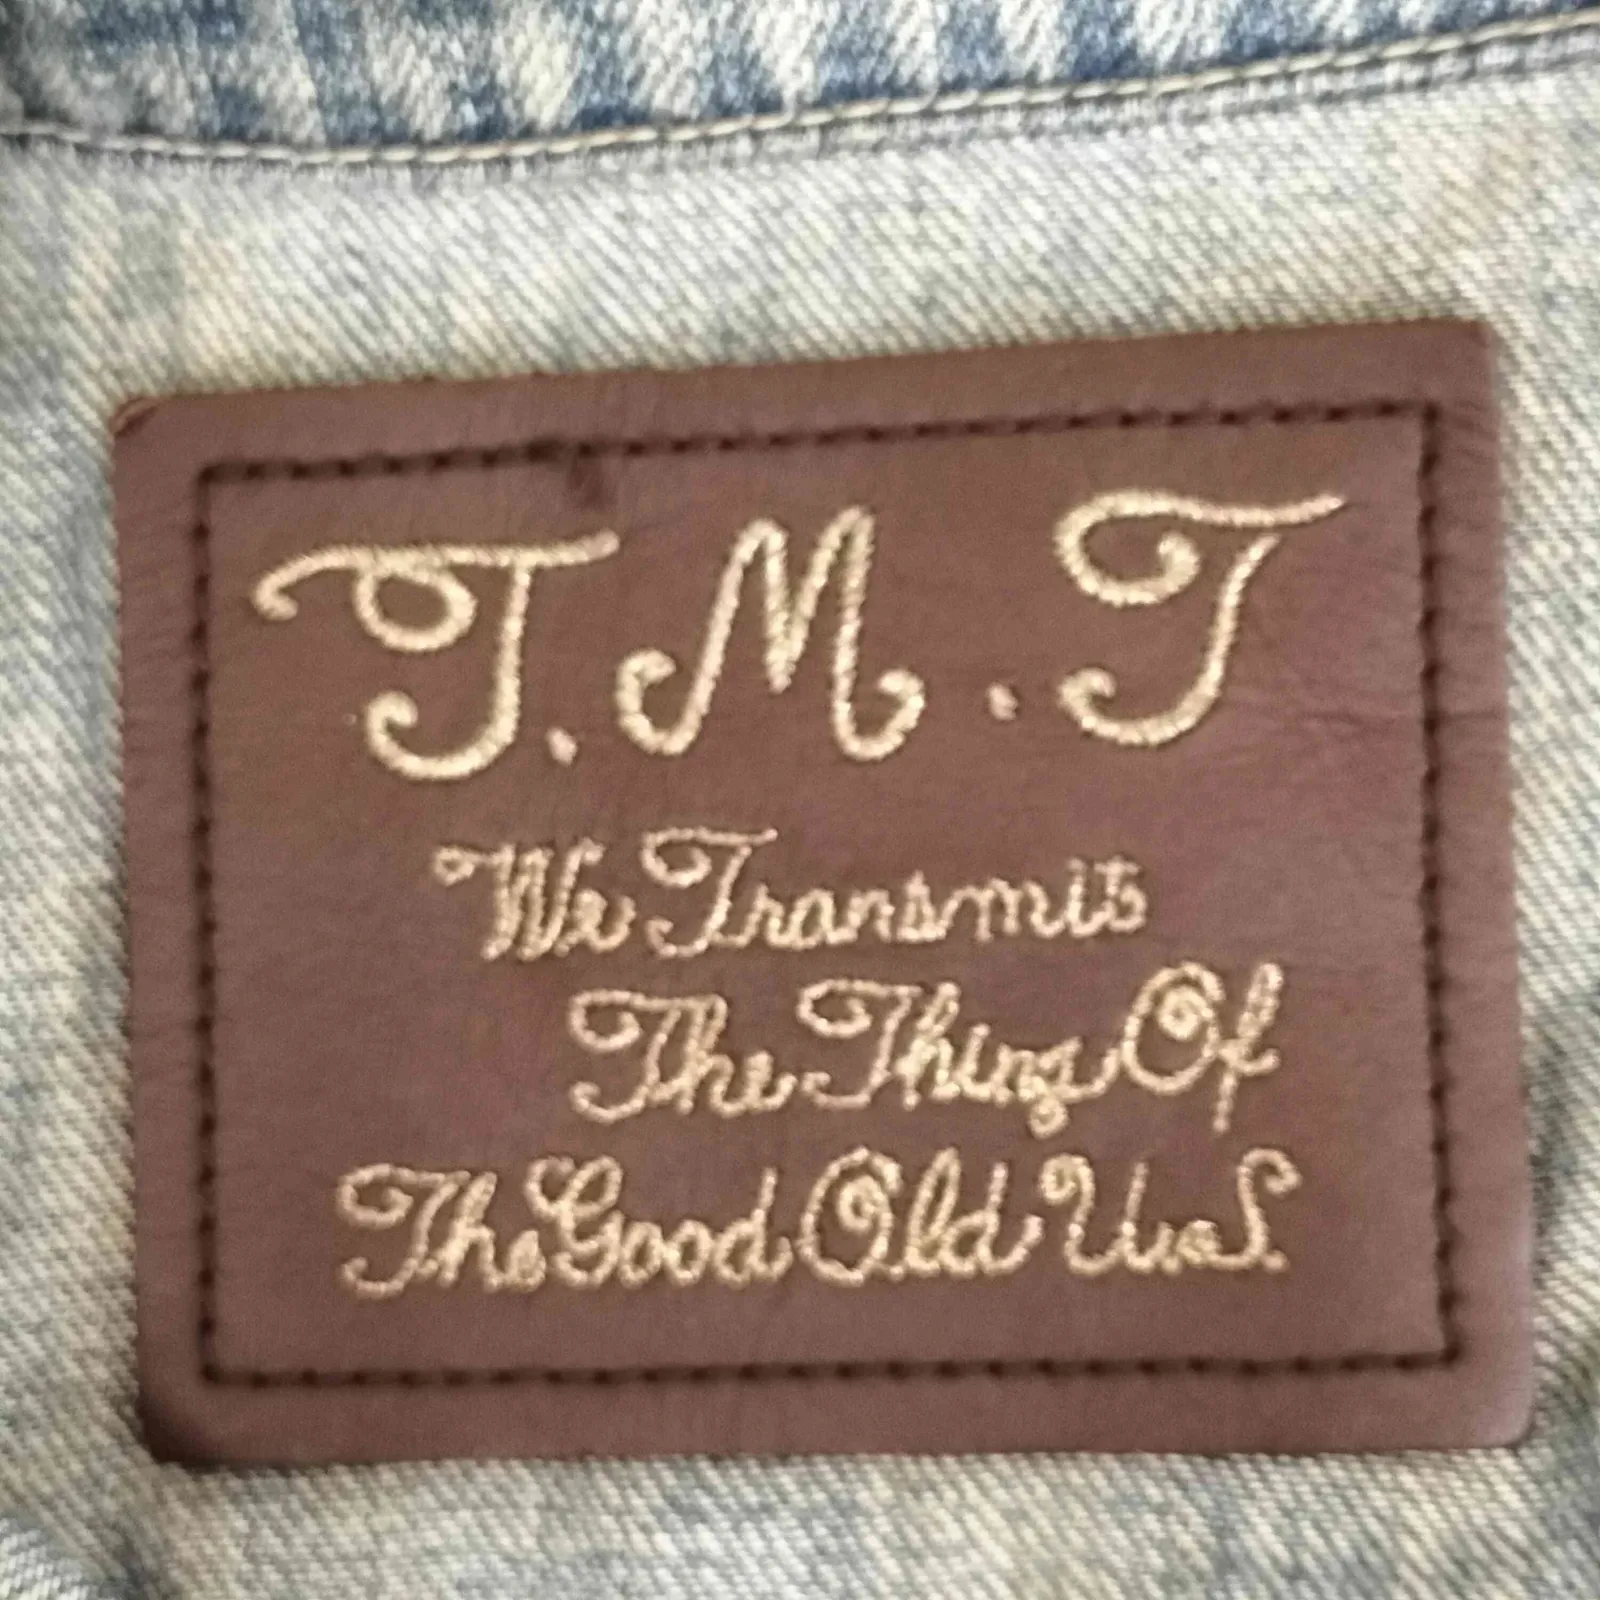 T.M.T
We Transmits
The Thing Of
The Good Old U.S.